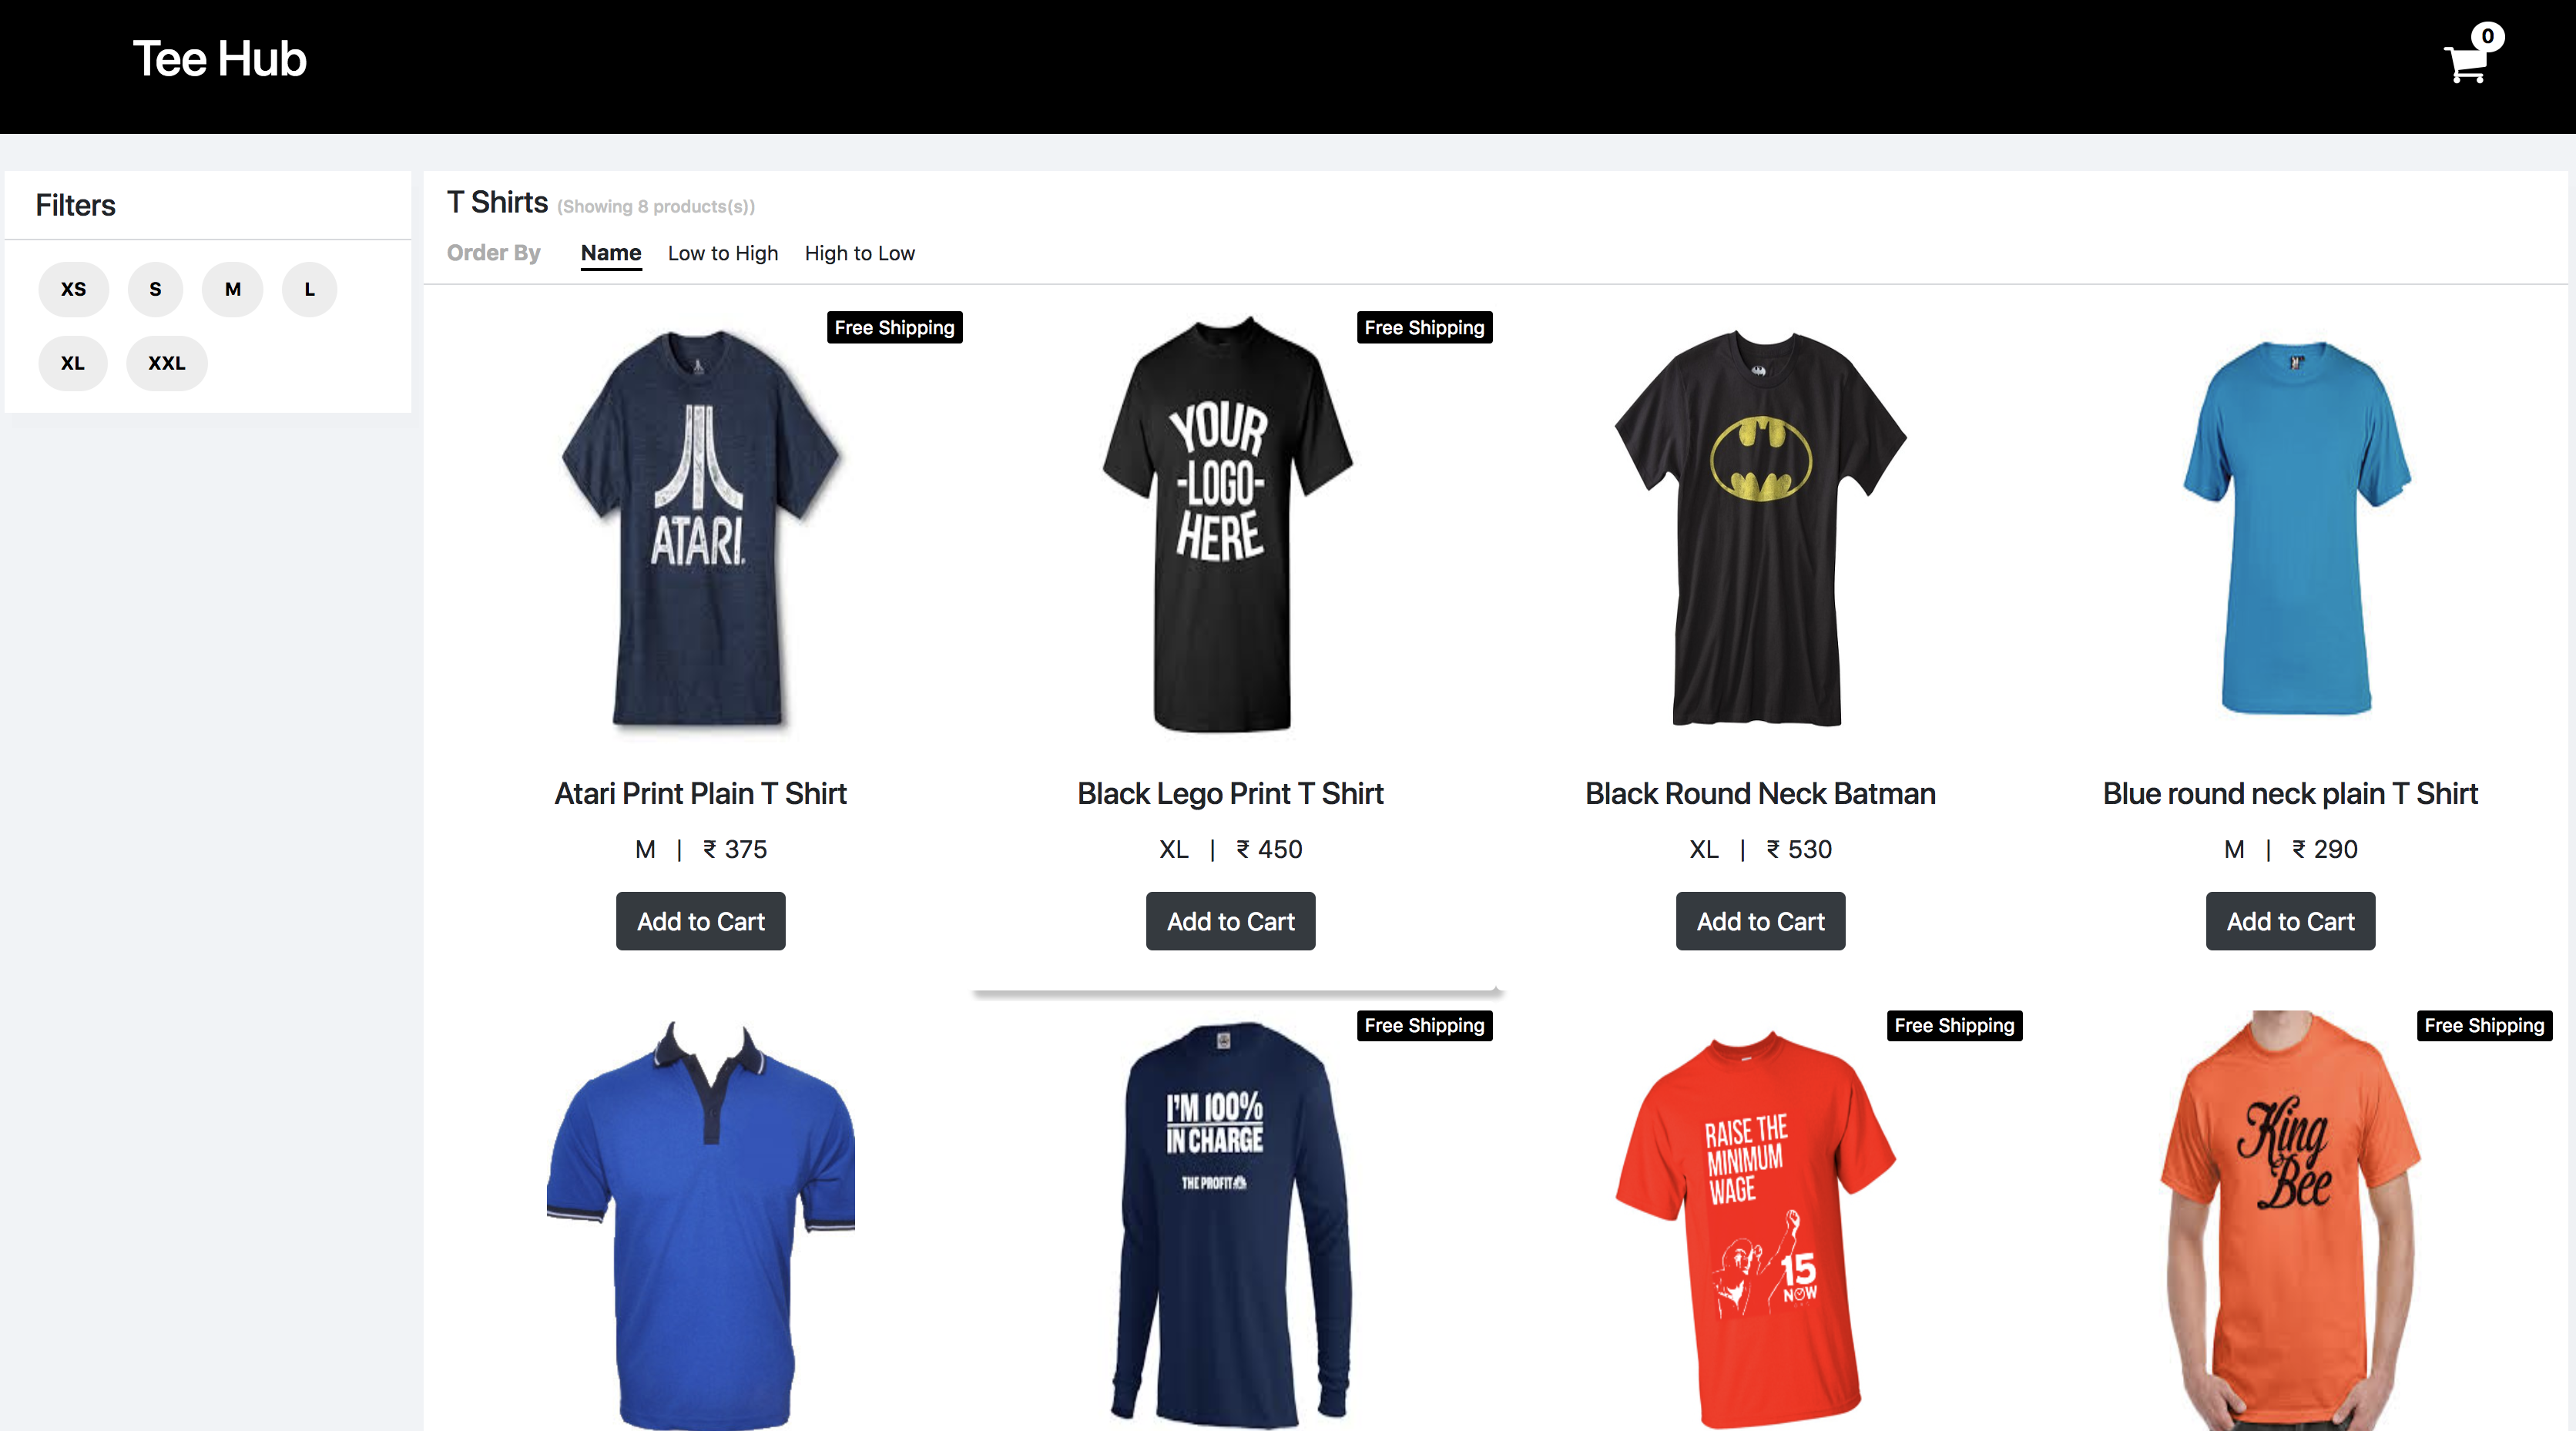 Tee Hub
0
Filters
XS S M L
XL XXL
T Shirts (Showing 8 products(s))
Order By Name Low to High High to Low
Free Shipping
ATARI
Atari Print Plain T Shirt
M | ₹ 375
Add to Cart
Free Shipping
YOUR
-LOGO-
HERE
Black Lego Print T Shirt
XL | ₹ 450
Add to Cart
Black Round Neck Batman
XL | ₹ 530
Add to Cart
Blue round neck plain T Shirt
M | ₹ 290
Add to Cart
Free Shipping
I'M 100%
IN CHARGE
THE PROFIT
Free Shipping
RAISE THE
MINIMUM
WAGE
15
NOW
Free Shipping
King
Bee